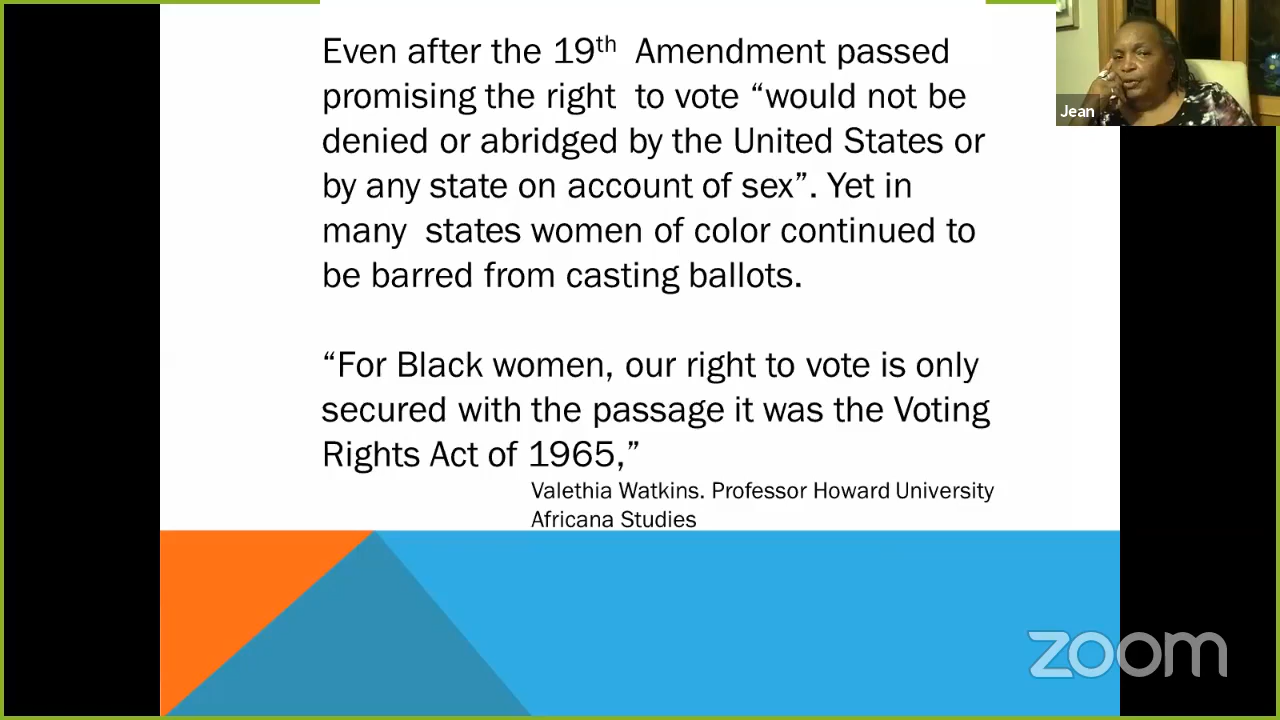 Even after the 19th Amendment passed
promising the right to vote “would not be
denied or abridged by the United States or
by any state on account of sex”. Yet in
many states women of color continued to
be barred from casting ballots.
“For Black women, our right to vote is only
secured with the passage it was the Voting
Rights Act of 1965,”
Valethia Watkins. Professor Howard University
Africana Studies
Jean
zoom